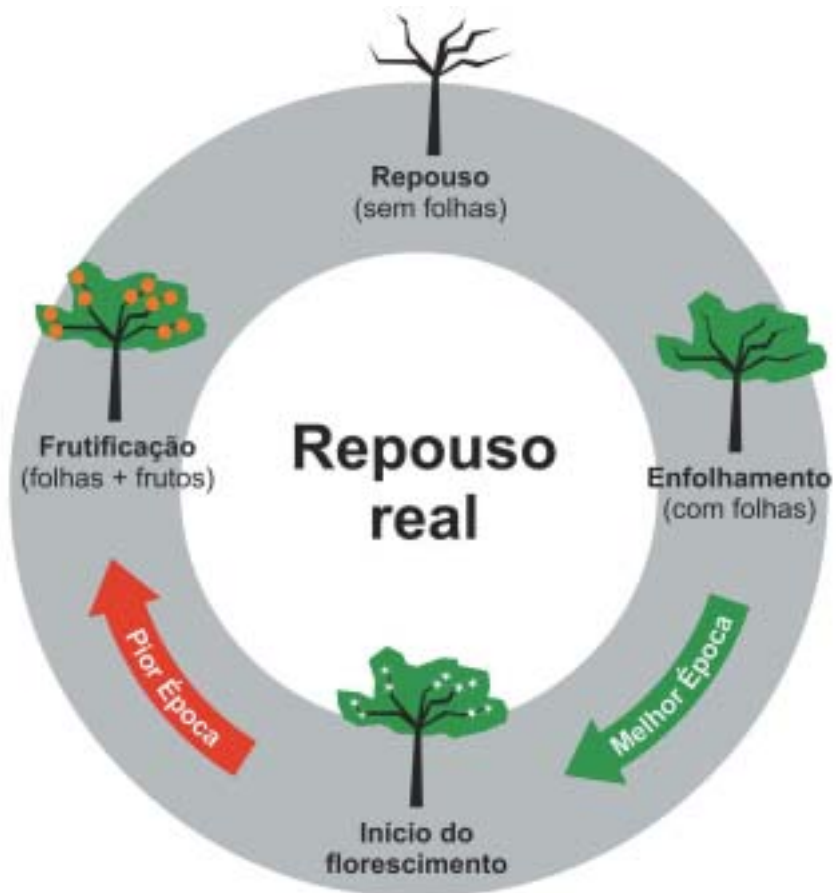 Repouso
(sem folhas)
Enfolhamento
(com folhas)
Melhor Época
Início do
florescimento
Pior Época
Frutificação
(folhas + frutos)
Repouso
real